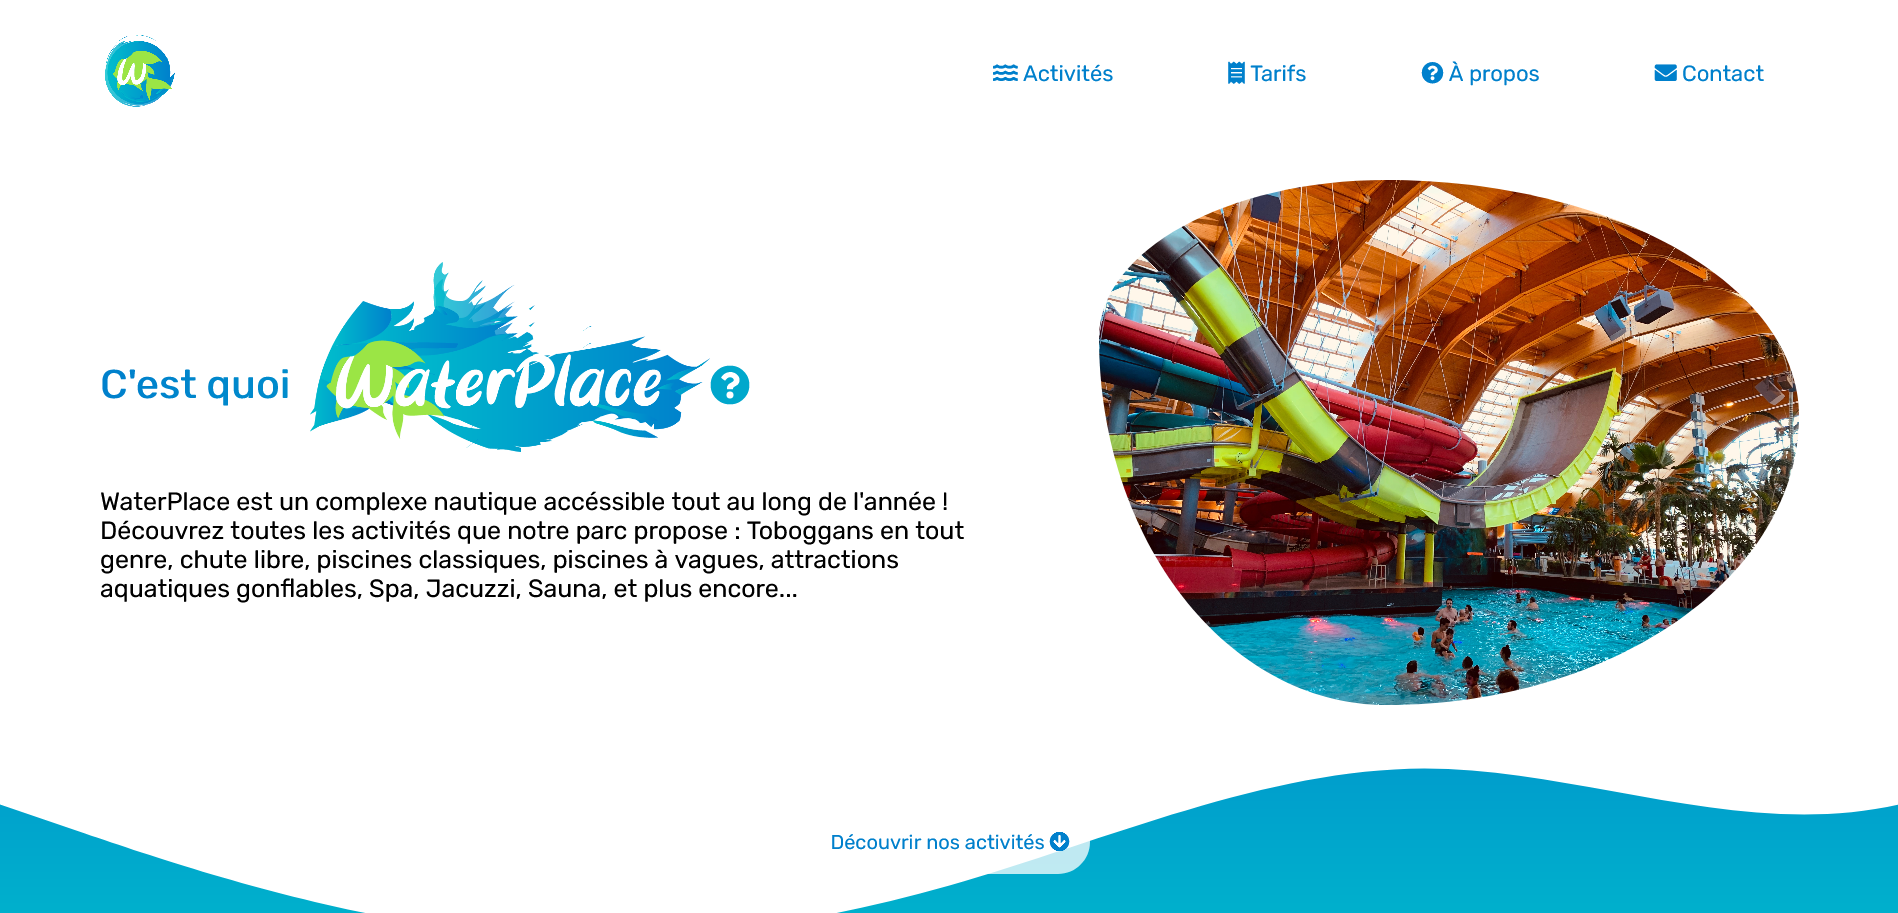 W
Activités
Tarifs
À propos
Contact
C'est quoi WaterPlace ?
WaterPlace est un complexe nautique accéssible tout au long de l'année !
Découvrez toutes les activités que notre parc propose : Toboggans en tout
genre, chute libre, piscines classiques, piscines à vagues, attractions
aquatiques gonflables, Spa, Jacuzzi, Sauna, et plus encore...
Découvrir nos activités